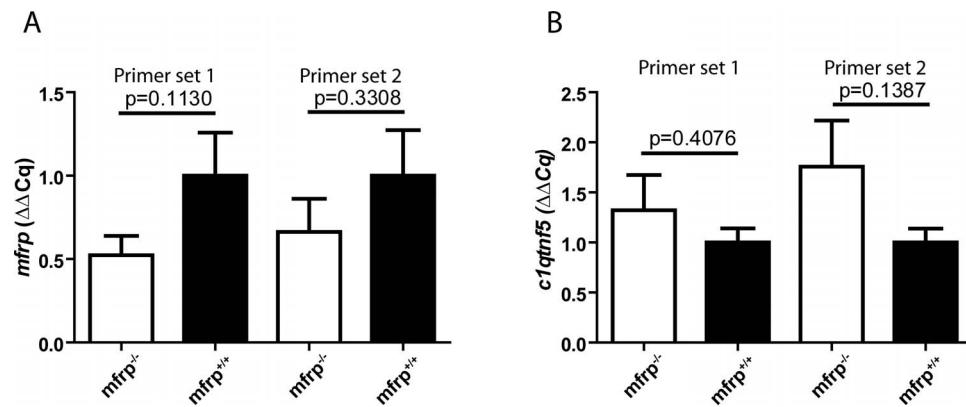 A
Primer set 1
Primer set 2
p=0.1130
p=0.3308
1.5
1.0
0.5
0.0
mfrp (ΔΔCq)
mfrp-/-
mfrp+/+
mfrp-/-
mfrp+/+
B
Primer set 1
Primer set 2
p=0.4076
p=0.1387
2.5
2.0
1.5
1.0
0.5
0.0
c1qtnf5 (ΔΔCq)
mfrp-/-
mfrp+/+
mfrp-/-
mfrp+/+